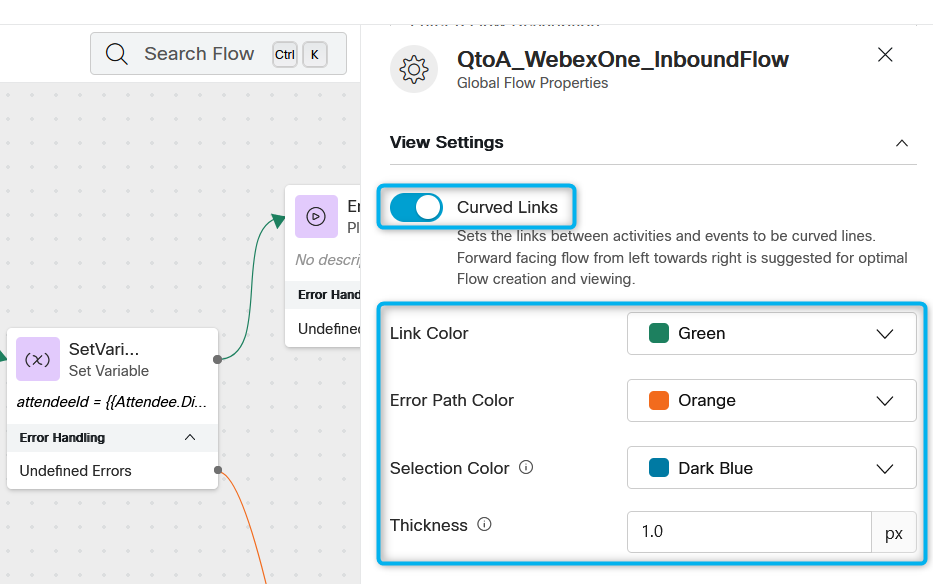 Search Flow Ctrl K
SetVari...
Set Variable
attendeeId = {{Attendee.Di...
Error Handling
Undefined Errors
No descri
Error Hand
Undefined
QtoA_WebexOne_InboundFlow
Global Flow Properties
View Settings
Curved Links
Sets the links between activities and events to be curved lines.
Forward facing flow from left towards right is suggested for optimal
Flow creation and viewing.
Link Color Green
Error Path Color Orange
Selection Color Dark Blue
Thickness 1.0 px